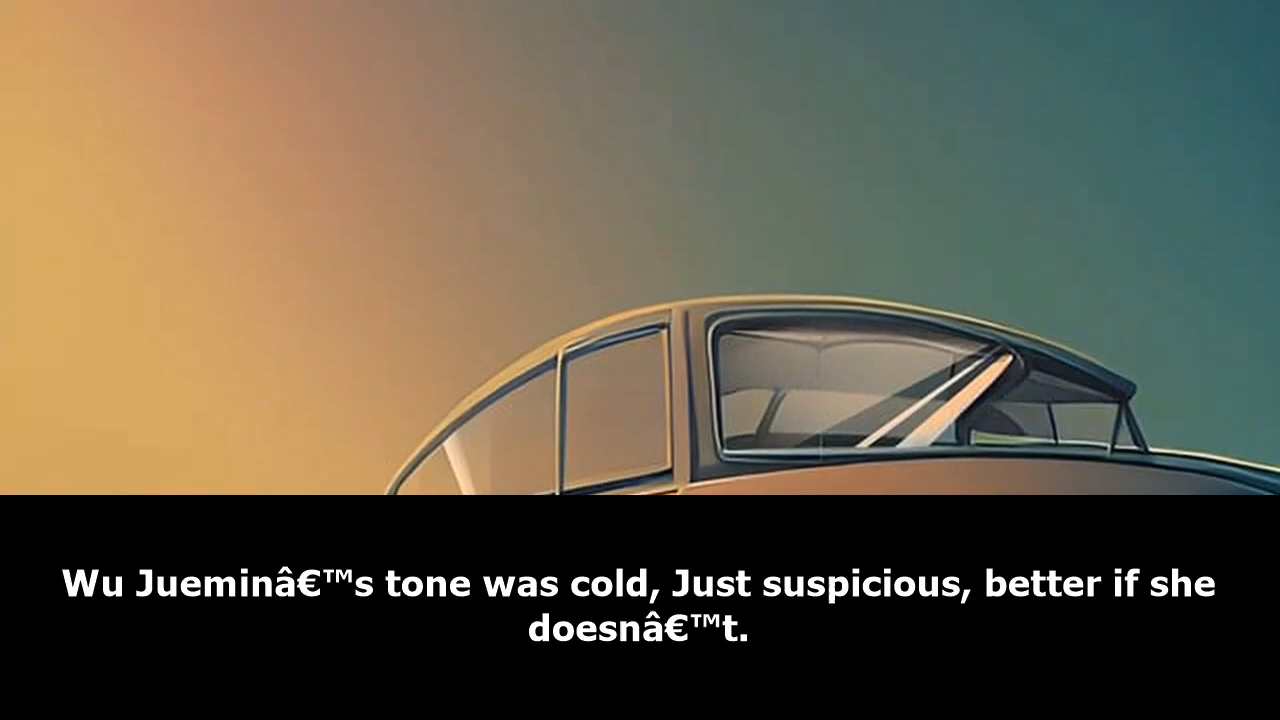 Wu Jueminâ€™s tone was cold, Just suspicious, better if she
doesnâ€™t.